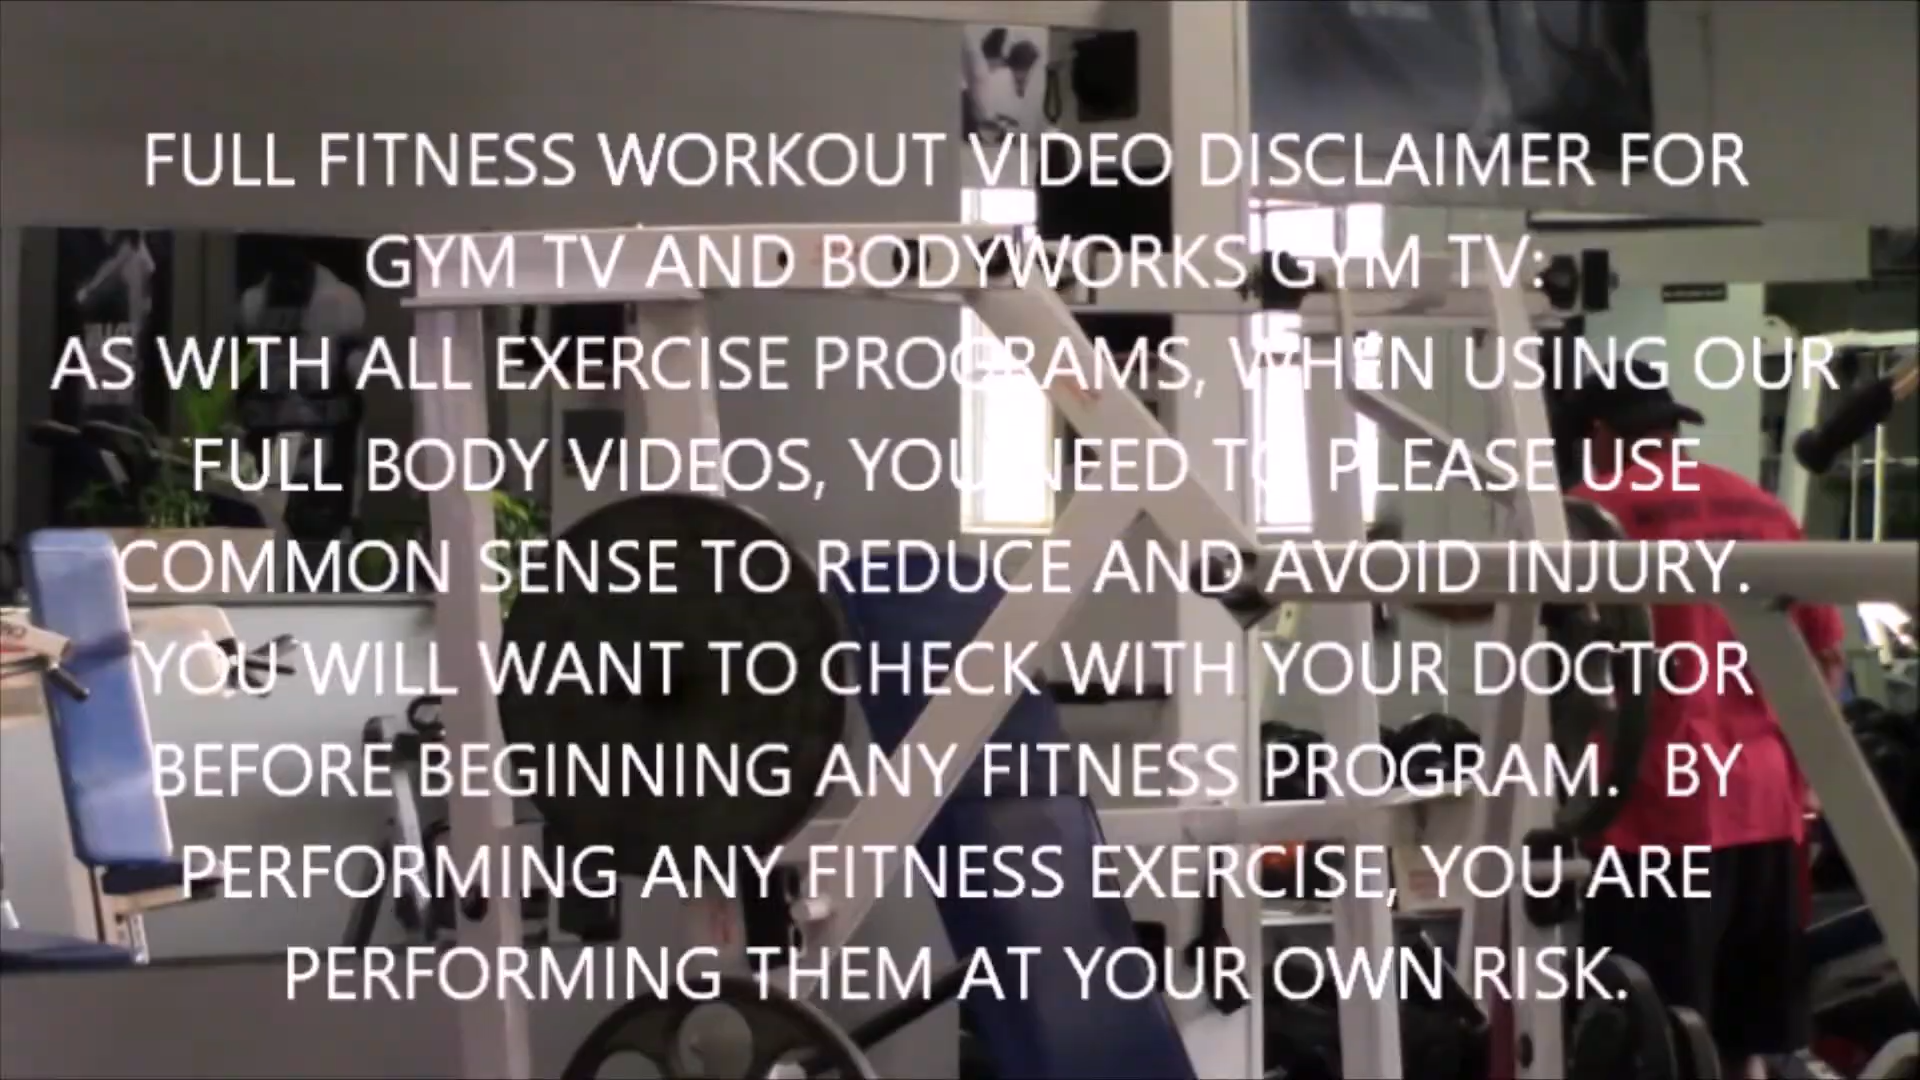 FULL FITNESS WORKOUT VIDEO DISCLAIMER FOR
GYM TV AND BODYWORKS GYM TV:
AS WITH ALL EXERCISE PROGRAMS, WHEN USING OUR
FULL BODY VIDEOS, YOU NEED TO PLEASE USE
COMMON SENSE TO REDUCE AND AVOID INJURY.
YOU WILL WANT TO CHECK WITH YOUR DOCTOR
BEFORE BEGINNING ANY FITNESS PROGRAM. BY
PERFORMING ANY FITNESS EXERCISE, YOU ARE
PERFORMING THEM AT YOUR OWN RISK.